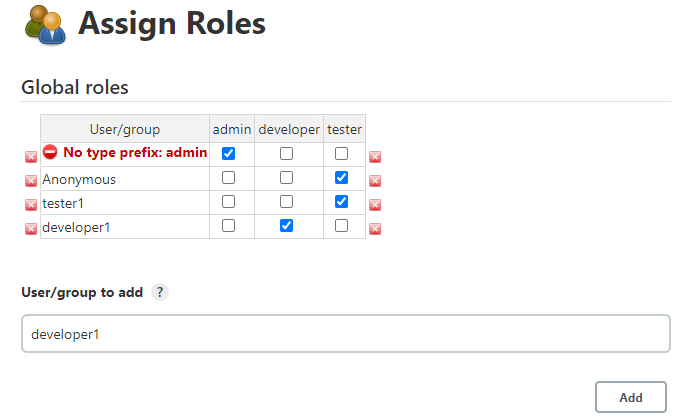 Assign Roles
Global roles
User/group admin developer tester
No type prefix: admin
Anonymous
tester1
developer1
User/group to add ?
developer1
Add